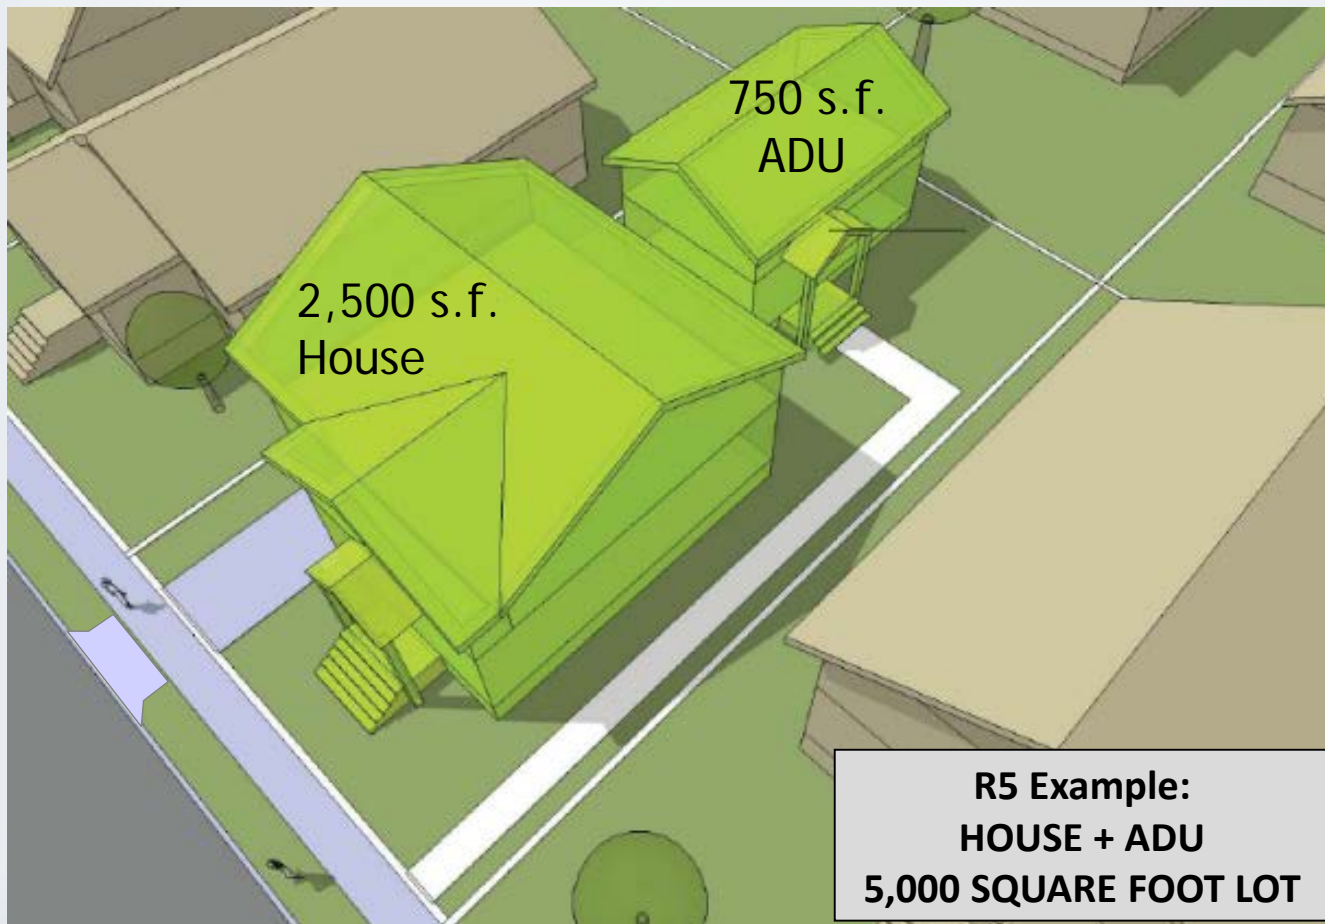 750 s.f.
ADU
2,500 s.f.
House
R5 Example:
HOUSE + ADU
5,000 SQUARE FOOT LOT